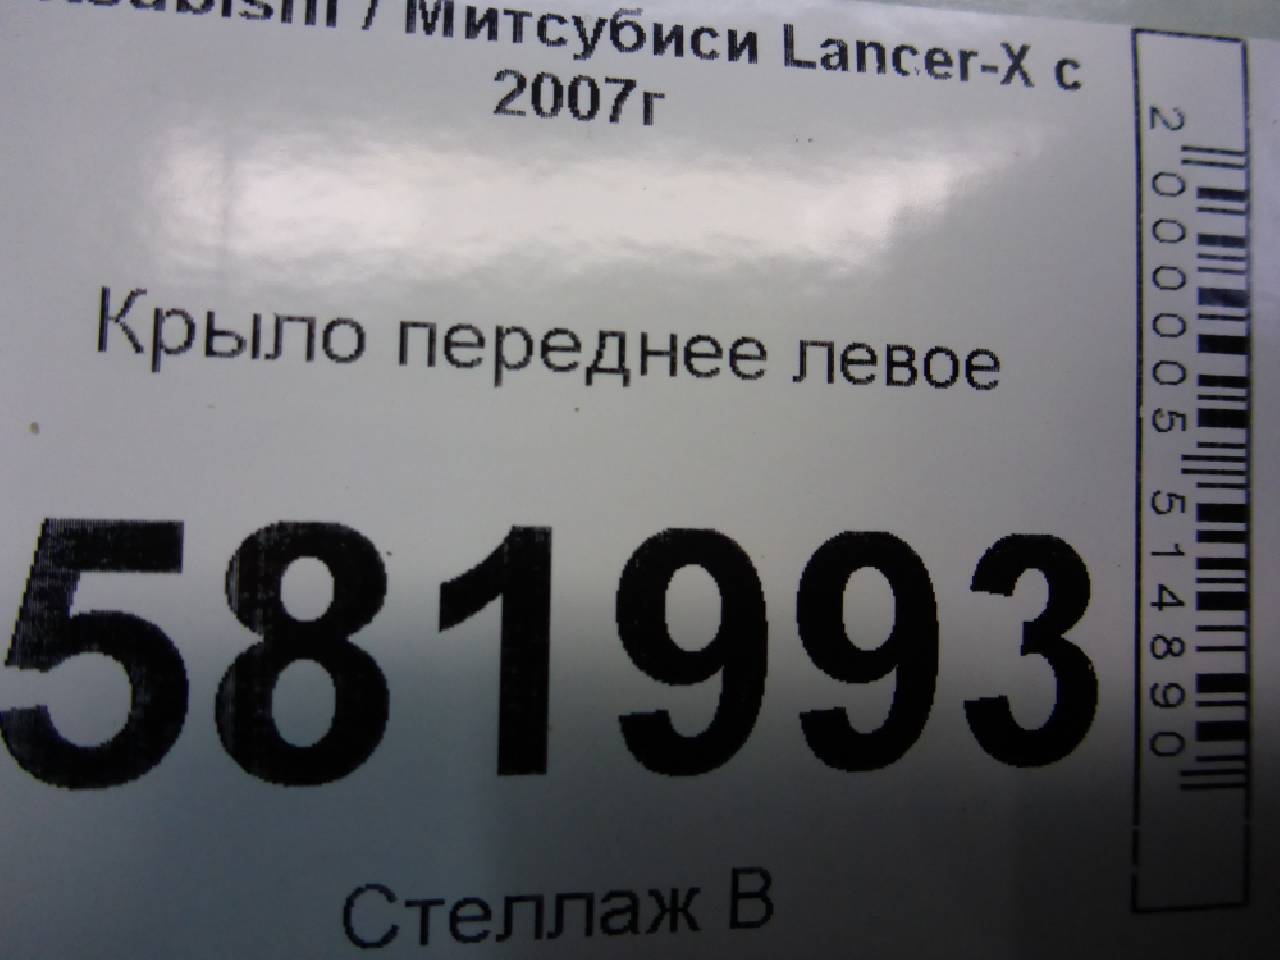 / Митсубиси Lancer-X с
2007г
Крыло переднее левое
581993
Стеллаж В
2 000005 514890